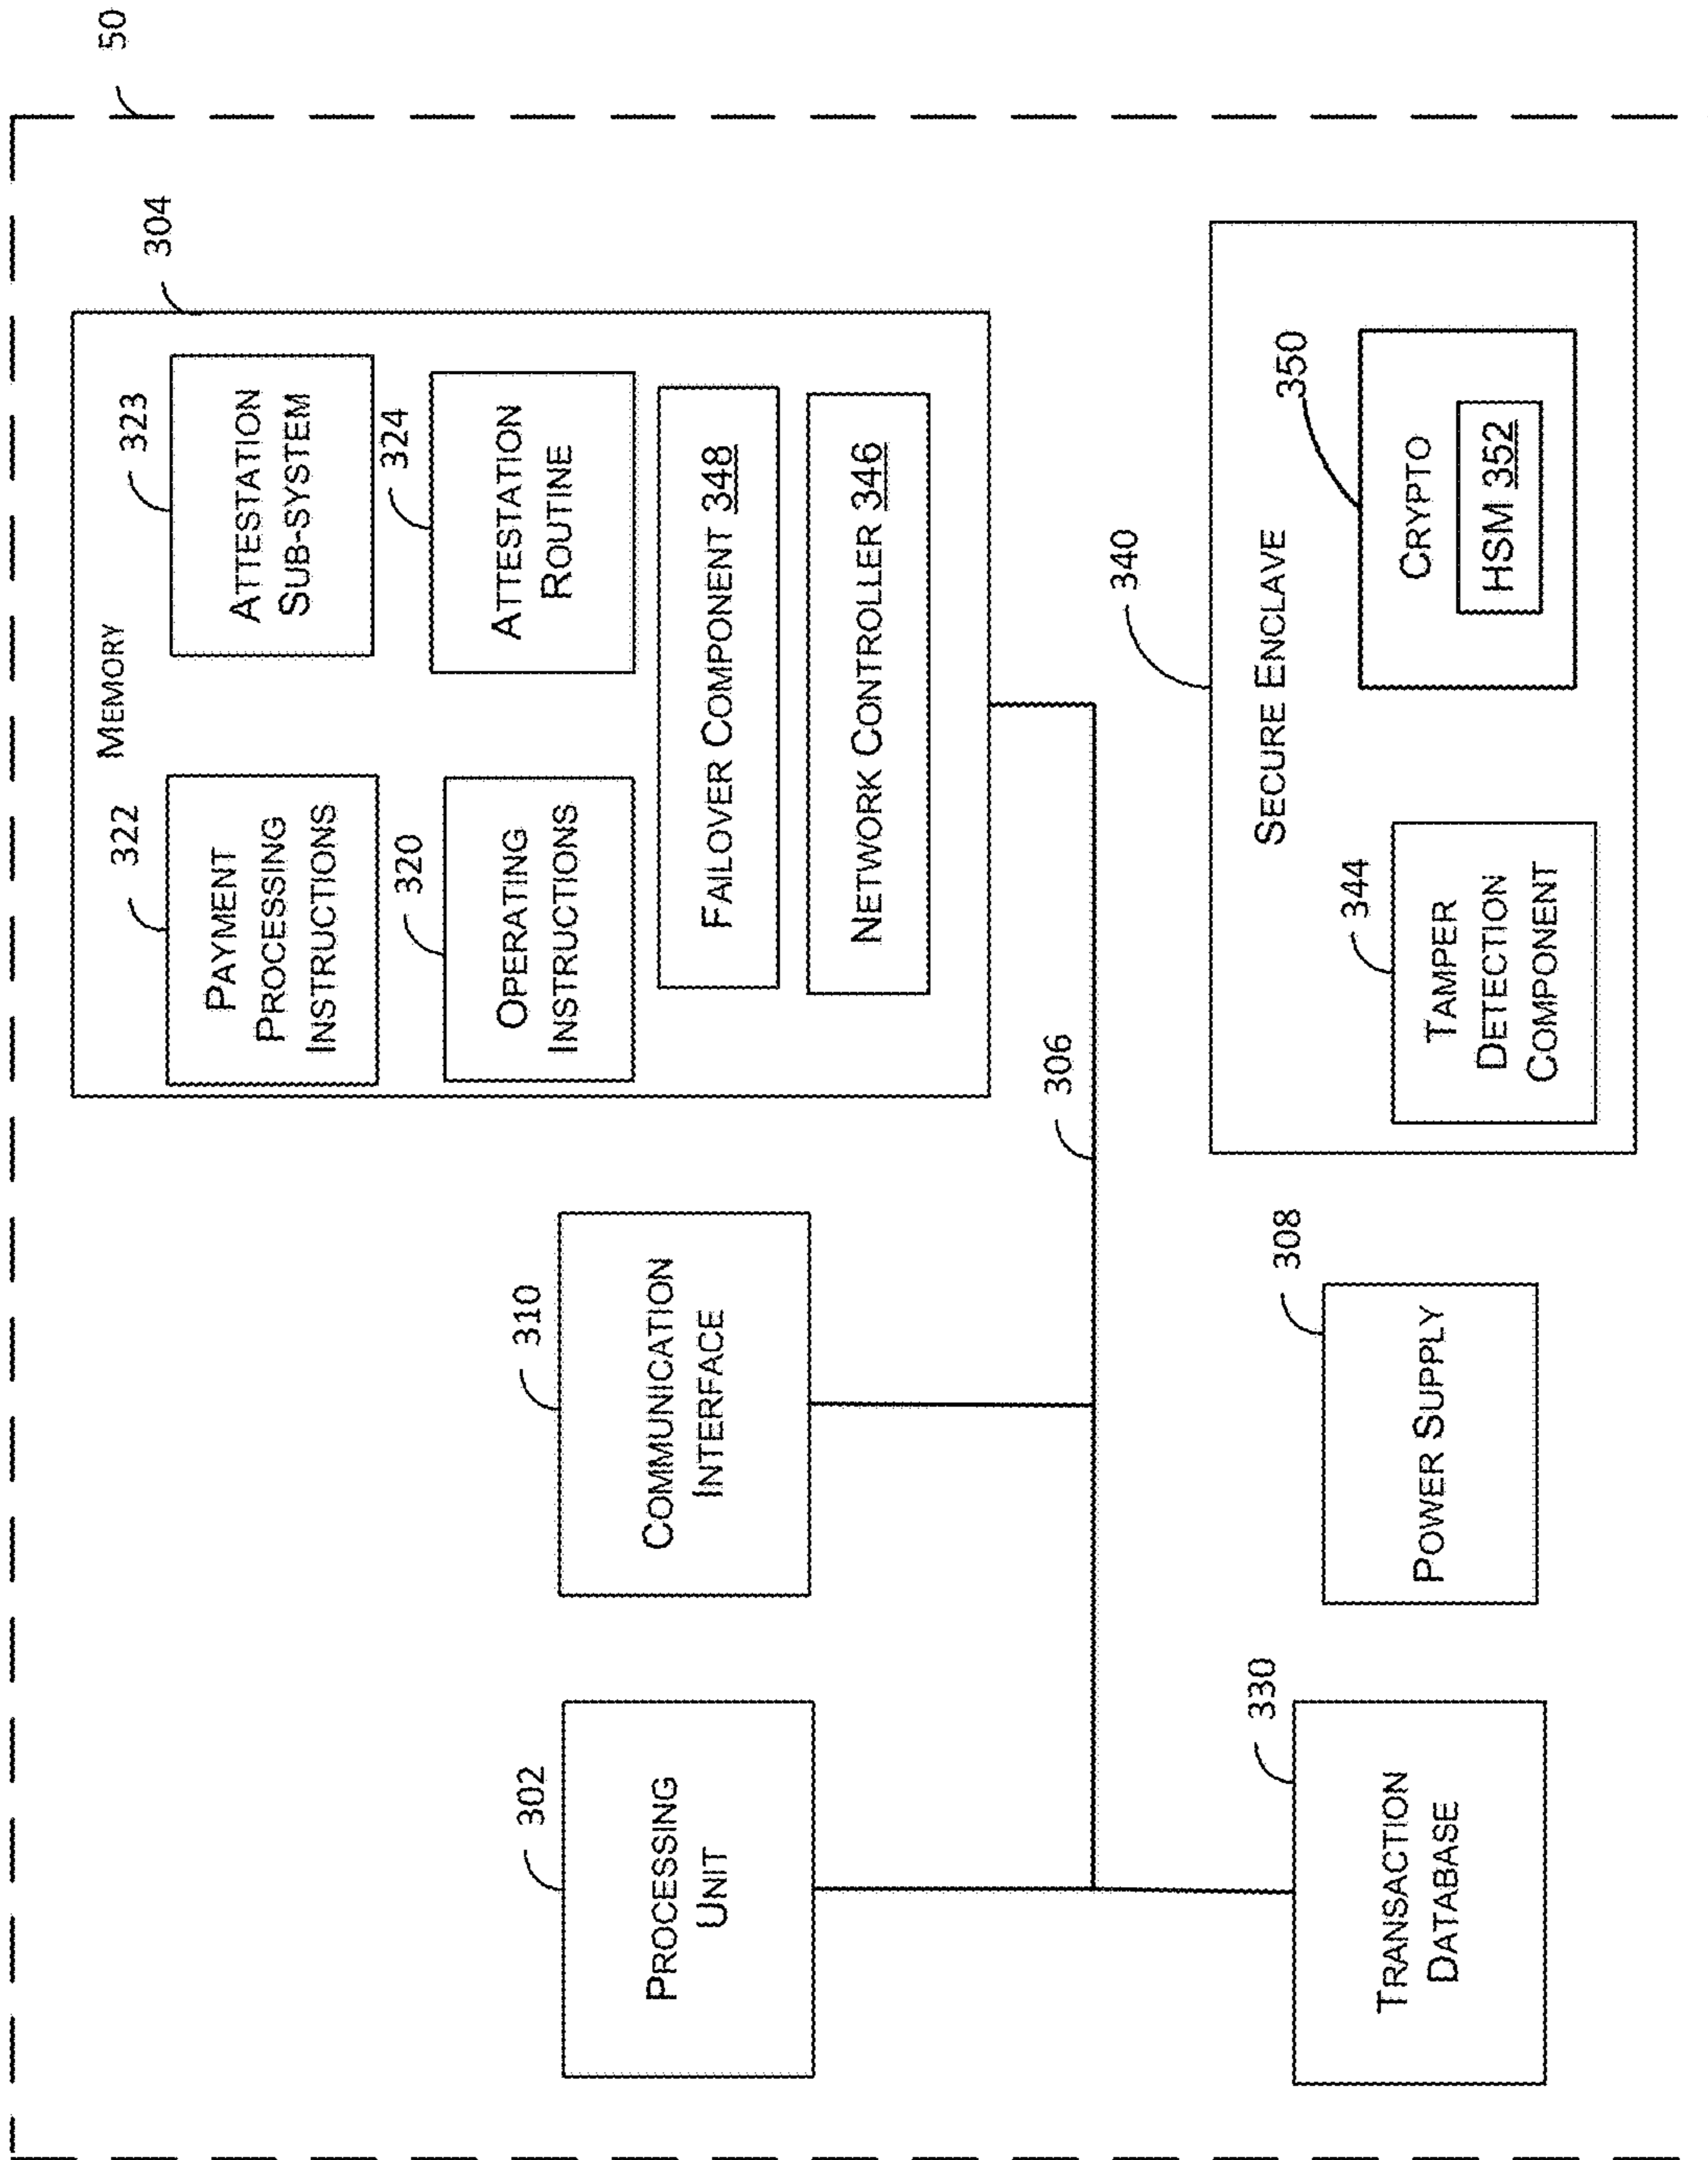 50
304
MEMORY
322
PAYMENT
PROCESSING
INSTRUCTIONS
323
ATTESTATION
SUB-SYSTEM
320
OPERATING
INSTRUCTIONS
324
ATTESTATION
ROUTINE
FAILOVER COMPONENT 348
NETWORK CONTROLLER 346
302
PROCESSING
UNIT
310
COMMUNICATION
INTERFACE
306
330
TRANSACTION
DATABASE
308
POWER SUPPLY
340
SECURE ENCLAVE
344
TAMPER
DETECTION
COMPONENT
350
CRYPTO
HSM 352